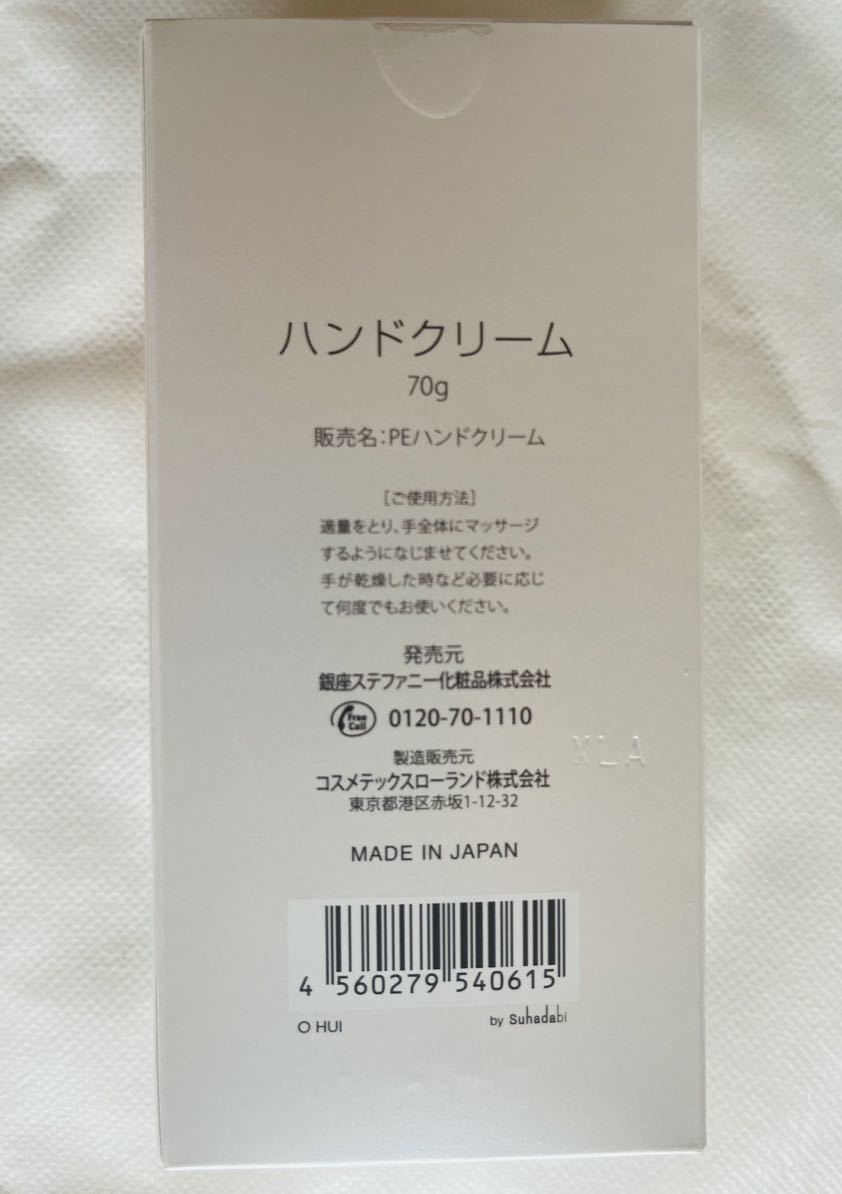 ハンドクリーム
70g
販売名:PEハンドクリーム
[ご使用方法]
適量をとり、手全体にマッサージ
するようになじませてください。
手が乾燥した時など必要に応じ
て何度でもお使いください。
発売元
銀座ステファニー化粧品株式会社
Free Call 0120-70-1110
製造販売元
コスメテックスローランド株式会社
東京都港区赤坂1-12-32
XLA
MADE IN JAPAN
4 560279 540615
O HUI
by Suhadabi